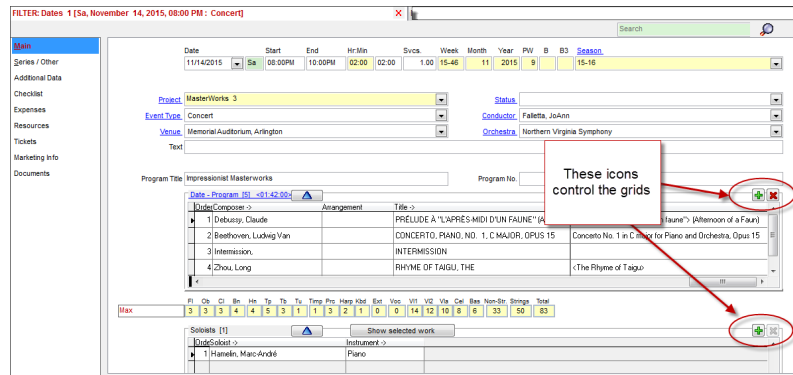 FILTER: Dates 1 [Sa, November 14, 2015, 08:00 PM : Concert] X
Search
Main
Series / Other
Additional Data
Checklist
Expenses
Resources
Tickets
Marketing Info
Documents
Date Start End Hr:Min Svcs. Week Month Year PW B B3 Season
11/14/2015 Sa 08:00PM 10:00PM 02:00 02:00 1.00 15-46 11 2015 9 15-16
Project MasterWorks 3 Status
Event Type Concert Conductor Falletta, JoAnn
Venue Memorial Auditorium, Arlington Orchestra Northern Virginia Symphony
Text
These icons
control the grids
Program Title Impressionist Masterworks Program No.
Date - Program [5] <01:42:00>
Order Composer -> Arrangement Title ->
1 Debussy, Claude PRÉLUDE À "L'APRÈS-MIDI D'UN FAUNE" (A faune"> (Afternoon of a Faun)
2 Beethoven, Ludwig Van CONCERTO, PIANO, NO. 1, C MAJOR, OPUS 15 Concerto No. 1 in C major for Piano and Orchestra, Opus 15
3 Intermission, INTERMISSION
4 Zhou, Long RHYME OF TAIGU, THE <The Rhyme of Taigu>
Fl Ob Cl Bn Hn Tp Tb Tu Timp Prc Harp Kbd Ext Voc Vl1 Vl2 Vla Cel Bas Non-Str. Strings Total
Max 3 3 3 4 4 5 3 1 1 3 2 1 0 0 14 12 10 8 6 33 50 83
Soloists [1] Show selected work
Order Soloist -> Instrument ->
1 Hamelin, Marc-André Piano